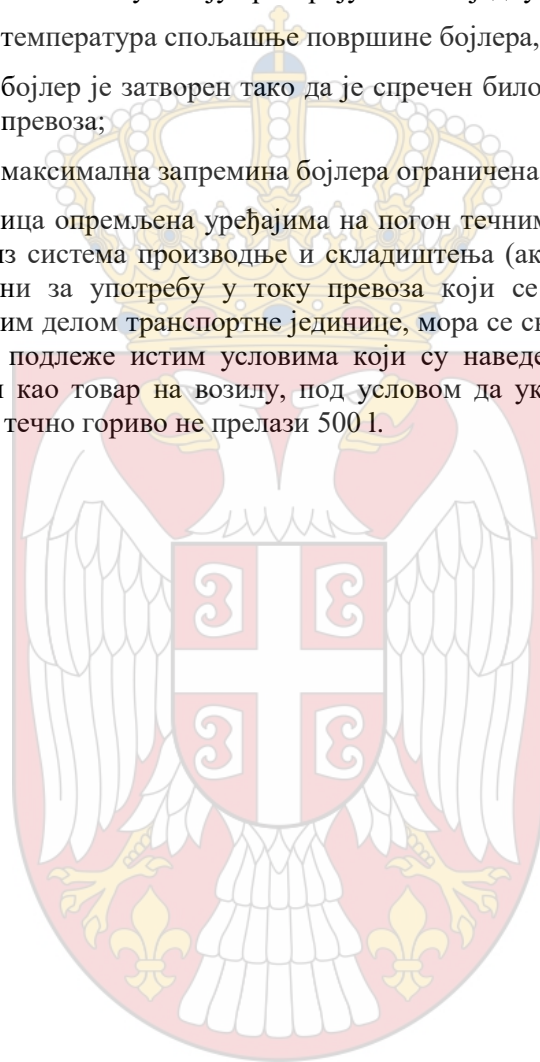 температура спољашње површине бојлера,
бојлер је затворен тако да је спречен било
превоза;
максимална запремина бојлера ограничена
ица опремљена уређајима на погон течним
из система производње и складиштења (ак
ни за употребу у току превоза који се
им делом транспортне јединице, мора се
подлеже истим условима који су наведе
као товар на возилу, под условом да ук
течно гориво не прелази 500 l.